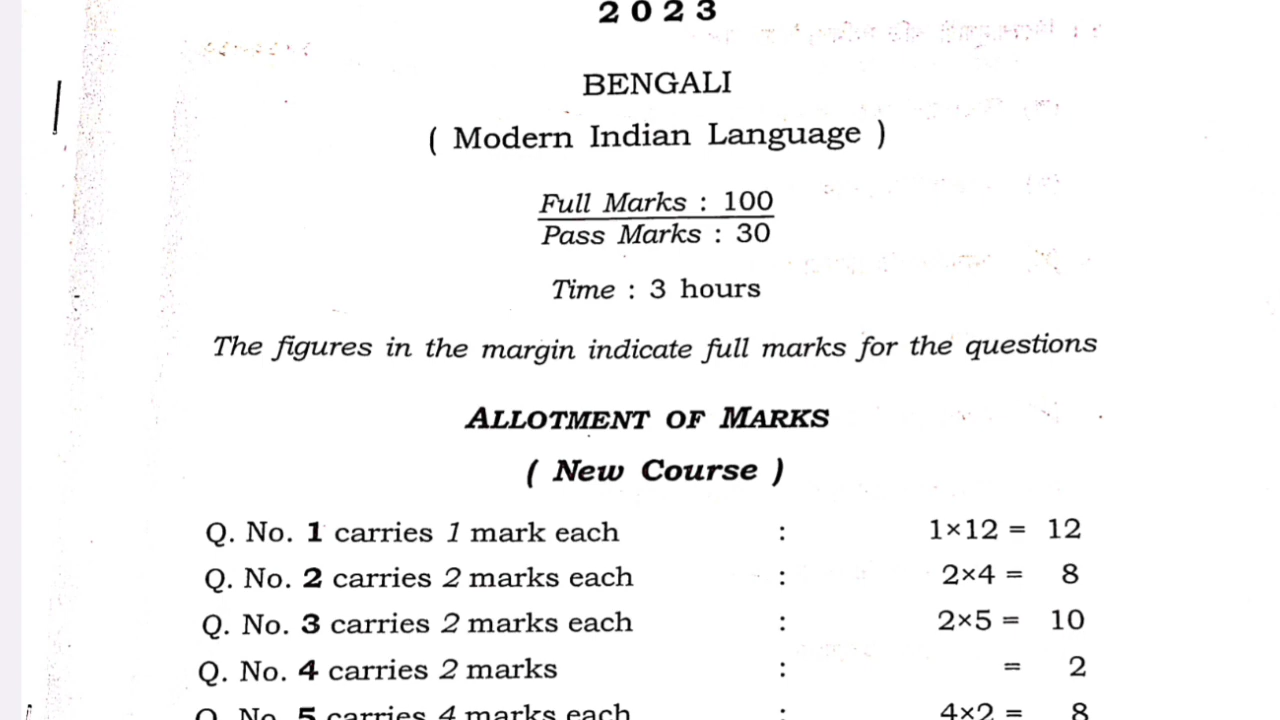 2023
BENGALI
( Modern Indian Language )
Full Marks : 100
Pass Marks : 30
Time : 3 hours
The figures in the margin indicate full marks for the questions
ALLOTMENT OF MARKS
( New Course )
Q. No. 1 carries 1 mark each : 1×12 = 12
Q. No. 2 carries 2 marks each : 2×4 = 8
Q. No. 3 carries 2 marks each : 2×5 = 10
Q. No. 4 carries 2 marks : = 2
Q. No. 5 carries 4 marks each : 4×2 = 8